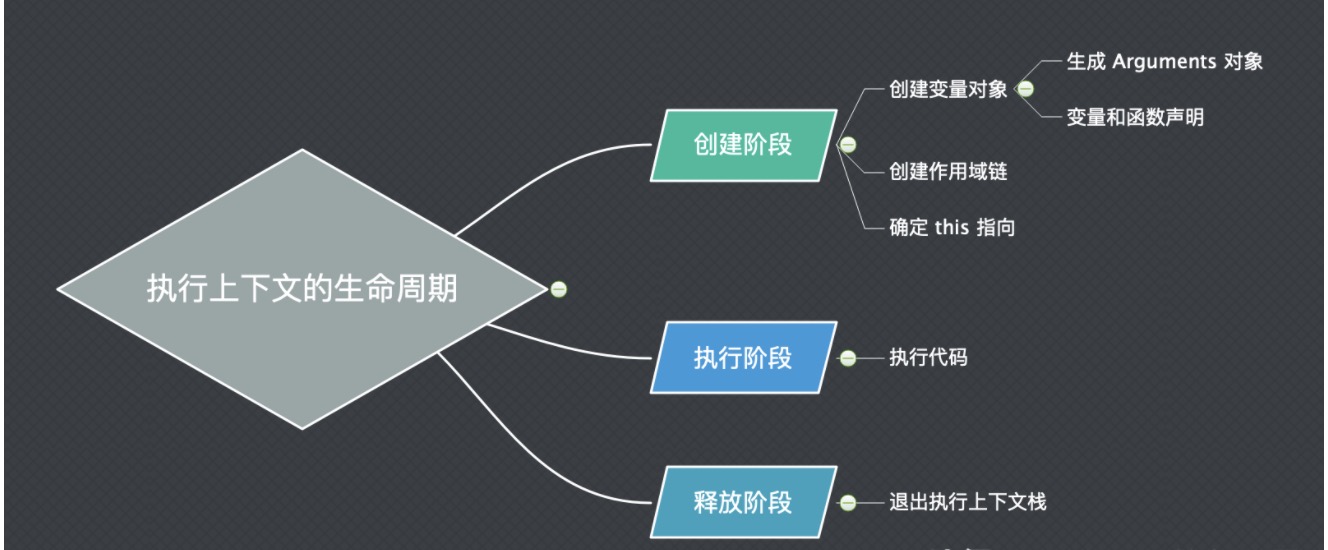 执行上下文的生命周期
创建阶段
创建变量对象
生成 Arguments 对象
变量和函数声明
创建作用域链
确定 this 指向
执行阶段
执行代码
释放阶段
退出执行上下文栈